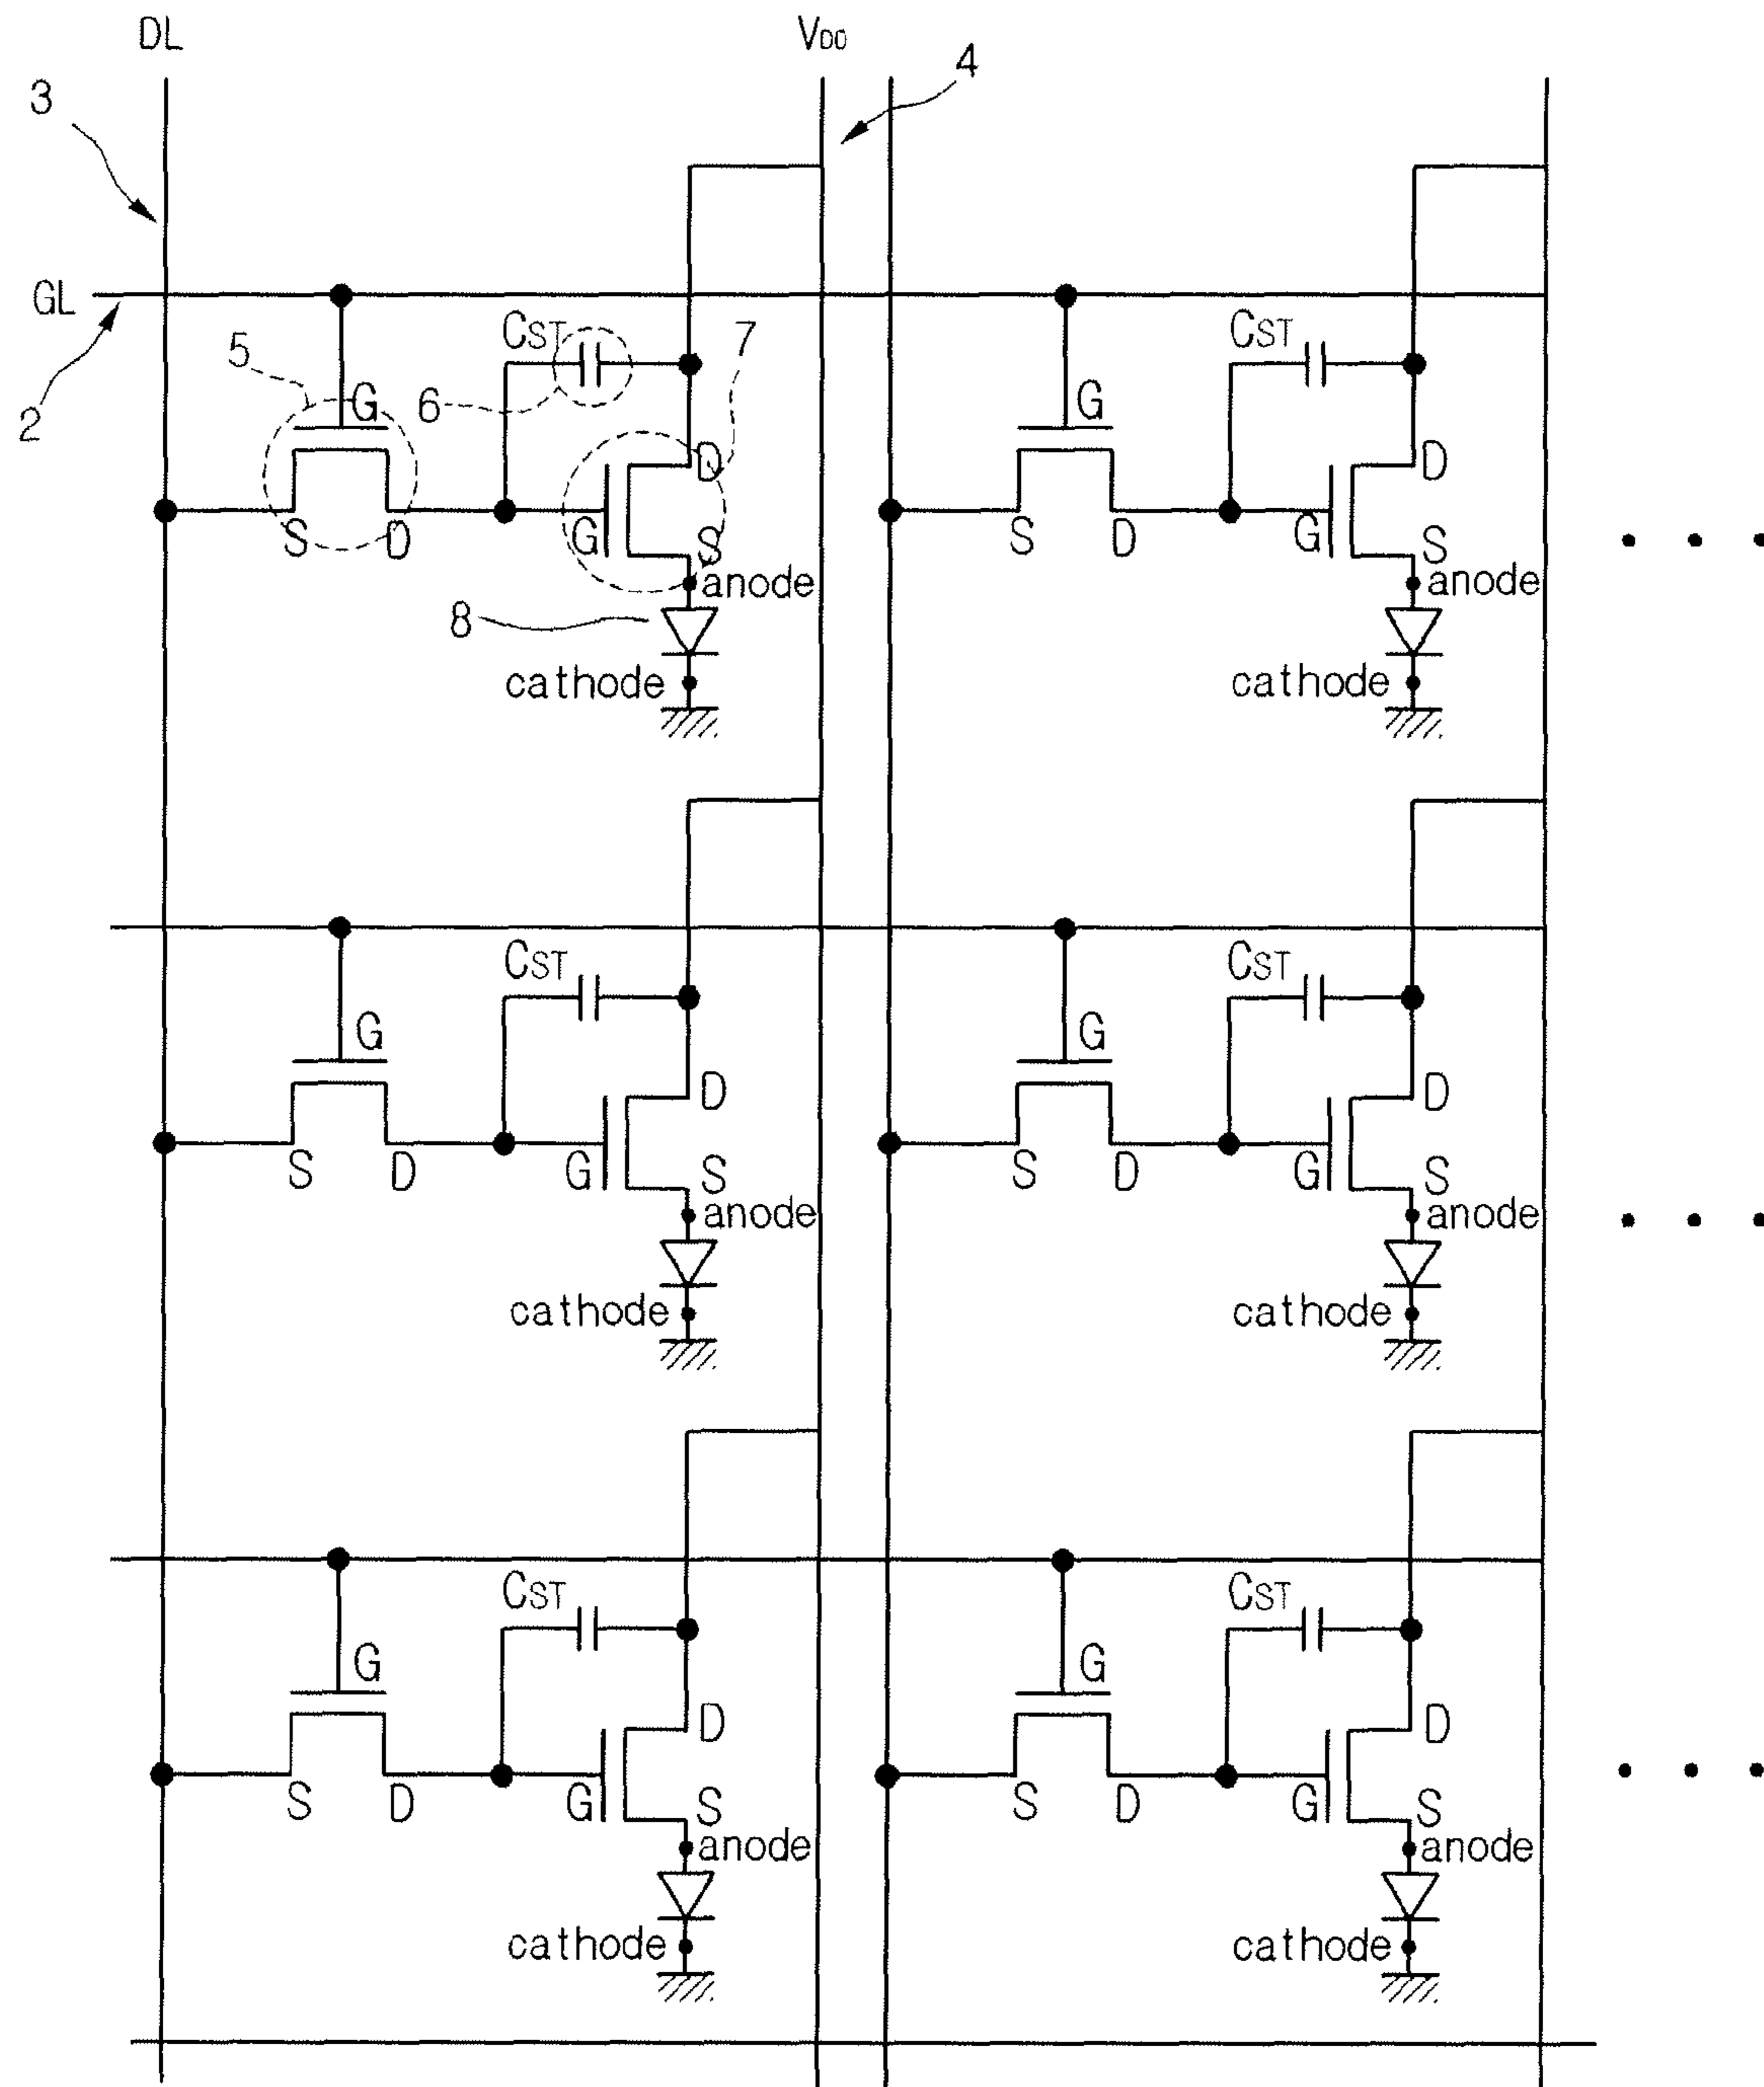 DL VDD
4
3
GL
CST CST
5 7
2
6
G G
D D
S D G S S D G S
anode anode
8
cathode cathode
CST CST
G G
D D
S D G S S D G S
anode anode
cathode cathode
CST CST
G G
D D
S D G S S D G S
anode anode
cathode cathode